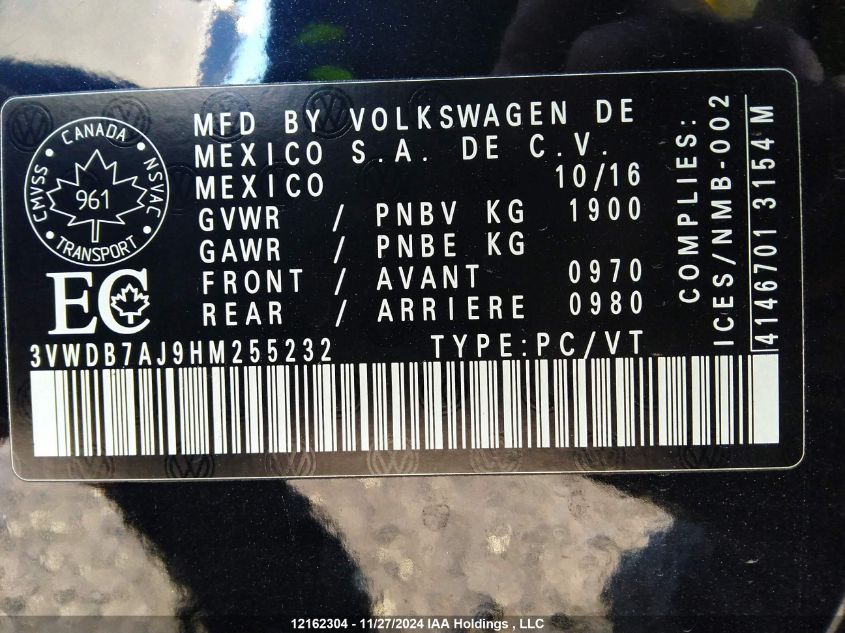 CANADA
CMVSS
NSVAC
961
TRANSPORT
EC
MFD BY VOLKSWAGEN DE
MEXICO S.A. DE C.V.
MEXICO 10/16
GVWR / PNBV KG 1900
GAWR / PNBE KG
FRONT / AVANT 0970
REAR / ARRIERE 0980
3VWDB7AJ9HM255232 TYPE:PC/VT
COMPLIES:
ICES/NMB-002
4146701 3154 M
12162304 - 11/27/2024 IAA Holdings , LLC